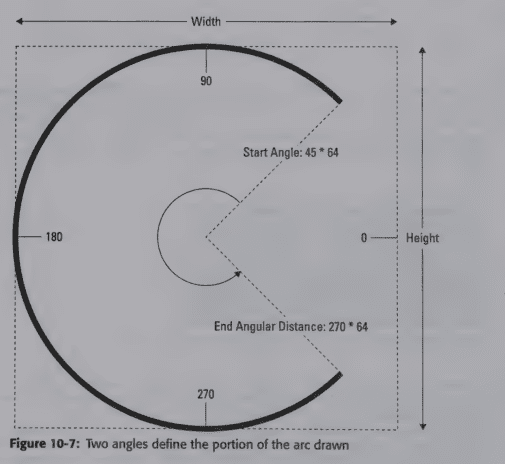 Width
90
Start Angle: 45 * 64
180
0
Height
End Angular Distance: 270 * 64
270
Figure 10-7: Two angles define the portion of the arc drawn